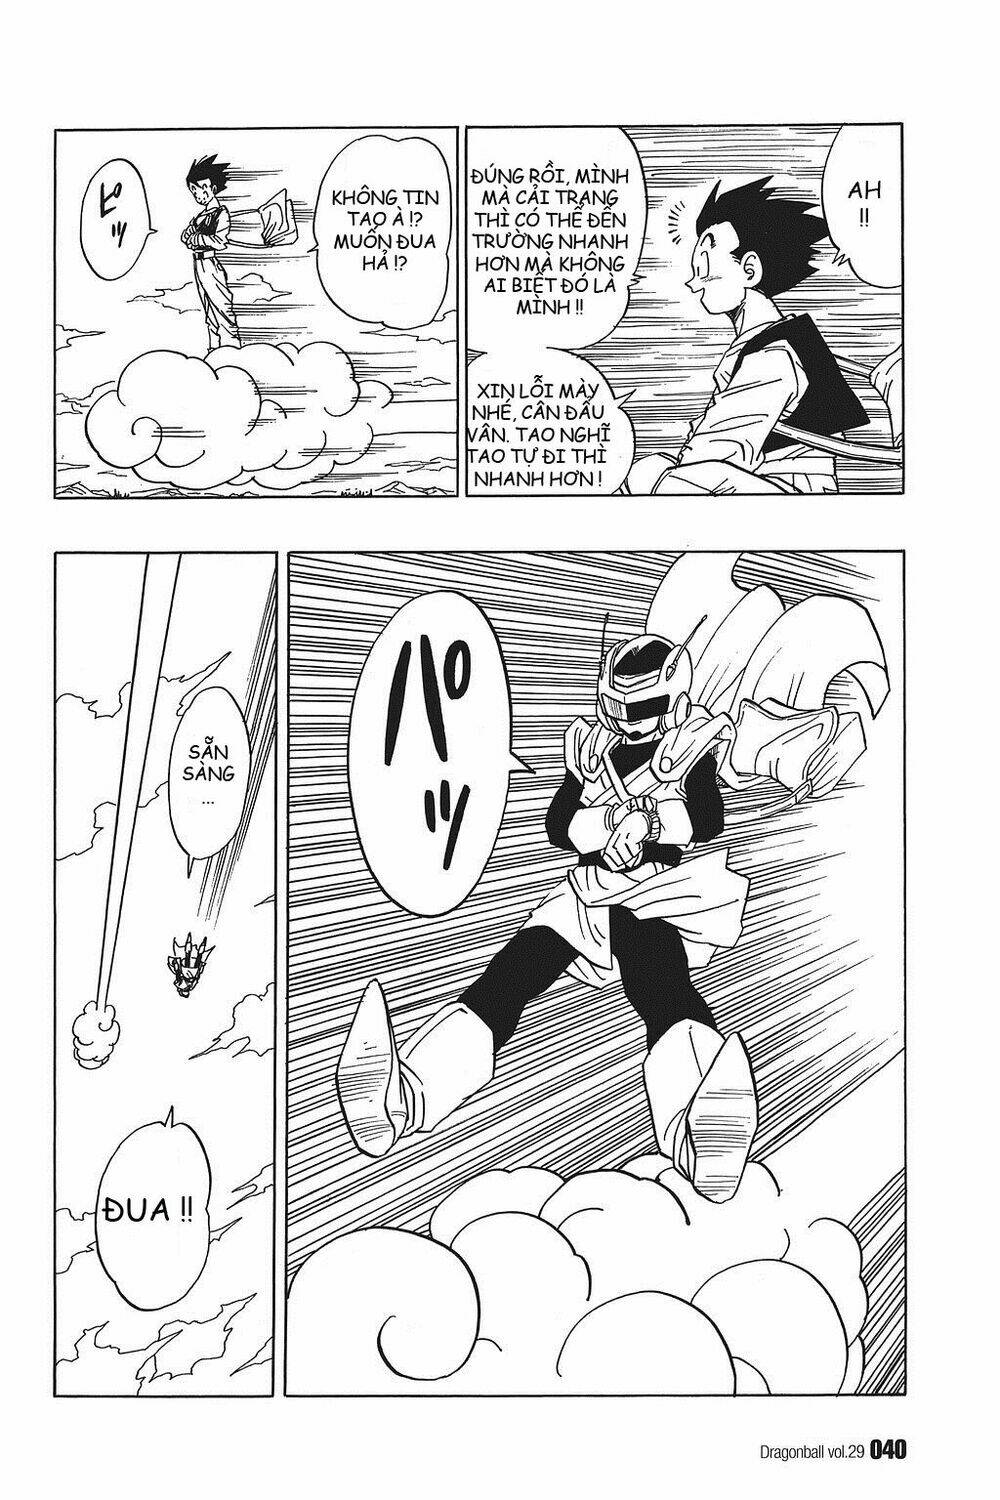 AH
!!
ĐÚNG RỒI, MÌNH
MÀ CẢI TRANG
THÌ CÓ THỂ ĐẾN
TRƯỜNG NHANH
HƠN MÀ KHÔNG
AI BIẾT ĐÓ LÀ
MÌNH !!
XIN LỖI MÀY
NHÉ, CÂN ĐẨU
VÂN. TAO NGHĨ
TAO TỰ ĐI THÌ
NHANH HƠN !
KHÔNG TIN
TAO À !?
MUỐN ĐUA
HẢ !?
ピッ
パッ
SẴN
SÀNG
...
ĐUA !!
Dragonball vol.29 040